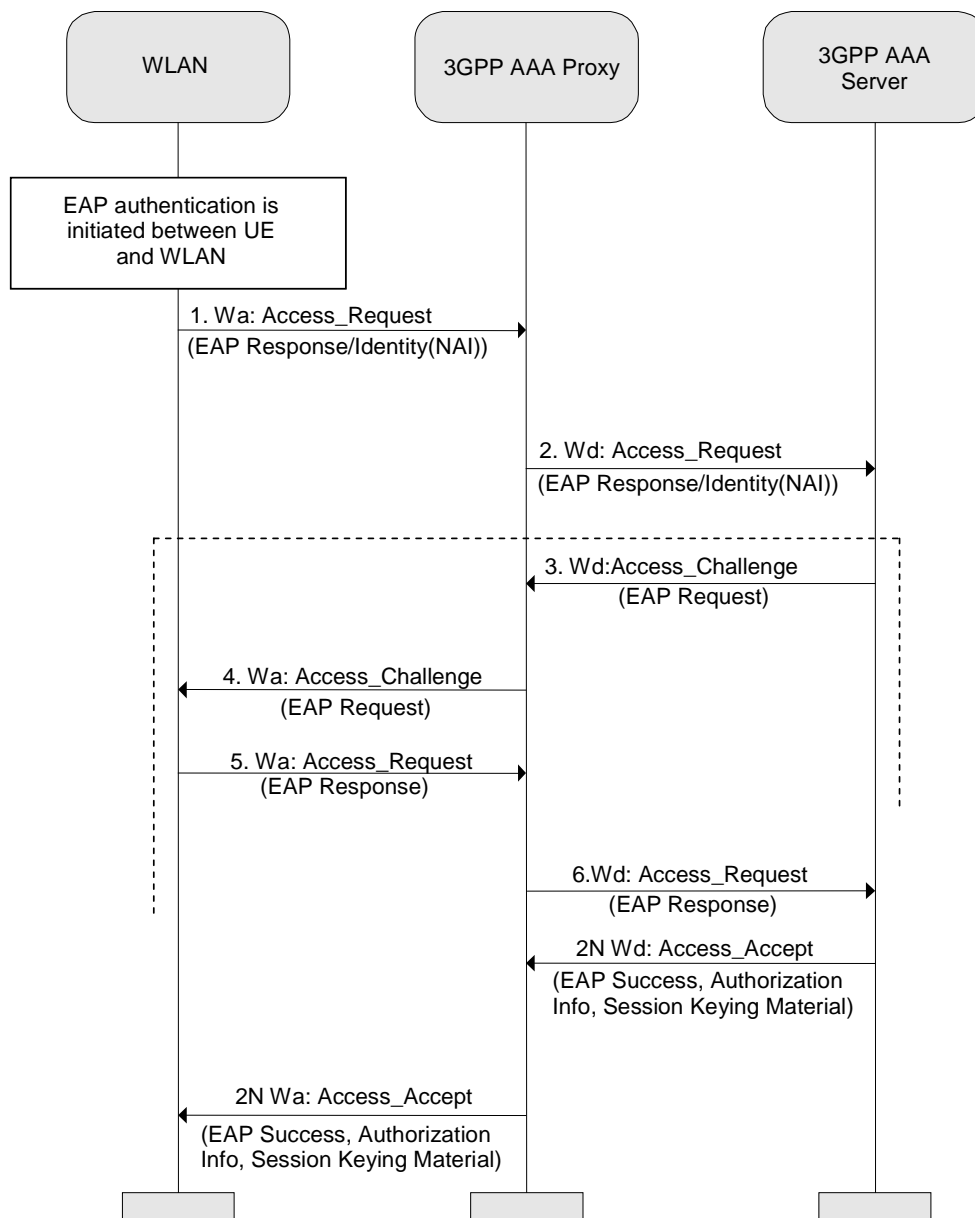 WLAN
3GPP AAA Proxy
3GPP AAA
Server
EAP authentication is
initiated between UE
and WLAN
1. Wa: Access_Request
(EAP Response/Identity(NAI))
2. Wd: Access_Request
(EAP Response/Identity(NAI))
3. Wd:Access_Challenge
(EAP Request)
4. Wa: Access_Challenge
(EAP Request)
5. Wa: Access_Request
(EAP Response)
6.Wd: Access_Request
(EAP Response)
2N Wd: Access_Accept
(EAP Success, Authorization
Info, Session Keying Material)
2N Wa: Access_Accept
(EAP Success, Authorization
Info, Session Keying Material)